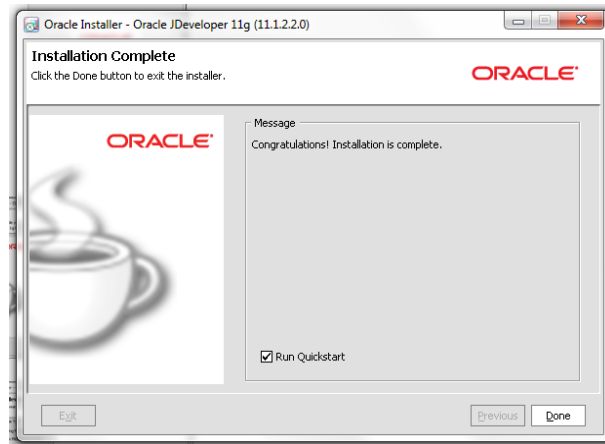 Oracle Installer - Oracle JDeveloper 11g (11.1.2.2.0)
Installation Complete
Click the Done button to exit the installer.
ORACLE
ORACLE
Message
Congratulations! Installation is complete.
Run Quickstart
Exit
Previous
Done